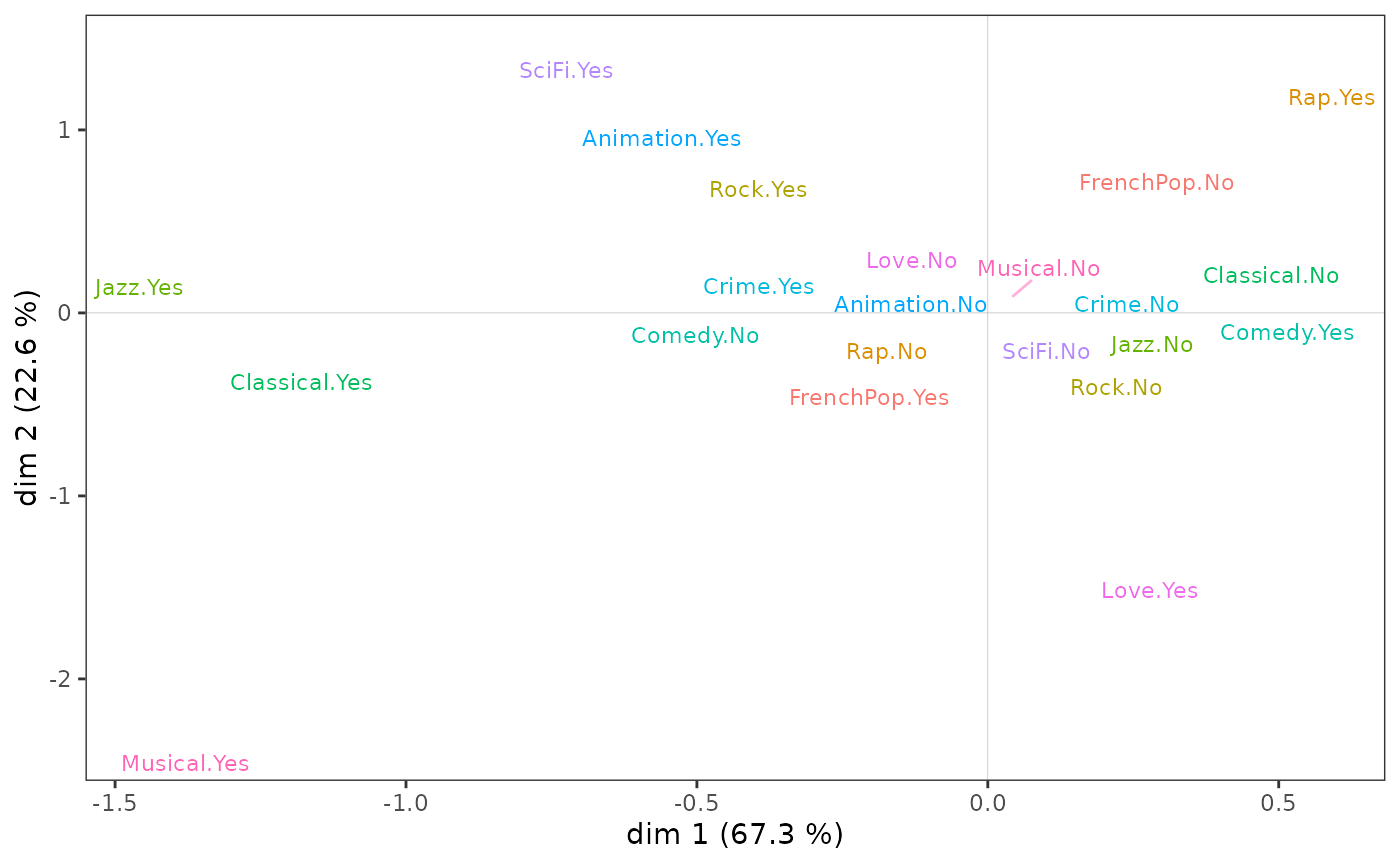 SciFi.Yes
Rap.Yes
1
Animation.Yes
Rock.Yes
FrenchPop.No
Love.No
Musical.No
Classical.No
Jazz.Yes
Crime.Yes
Animation.No
Crime.No
0
Comedy.No
Comedy.Yes
Rap.No
SciFi.No
Jazz.No
Classical.Yes
Rock.No
FrenchPop.Yes
dim 2 (22.6 %)
-1
Love.Yes
-2
Musical.Yes
-1.5 -1.0 -0.5 0.0 0.5
dim 1 (67.3 %)